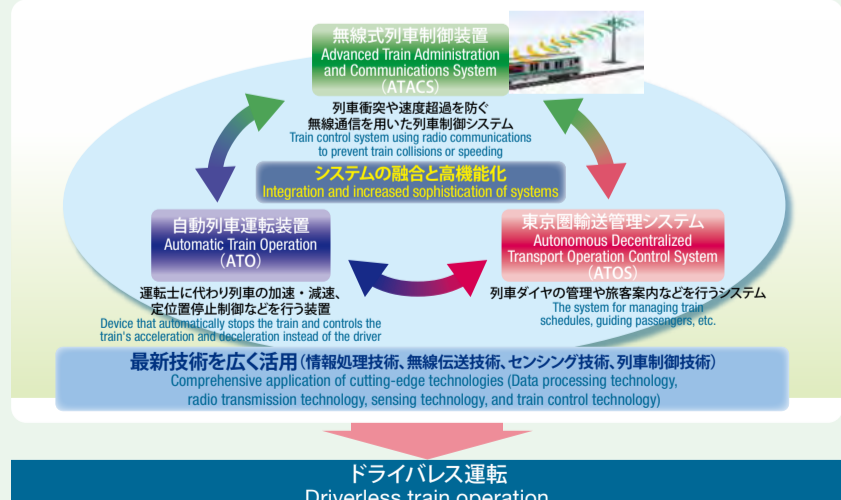 無線式列車制御装置
Advanced Train Administration
and Communications System
(ATACS)
列車衝突や速度超過を防ぐ
無線通信を用いた列車制御システム
Train control system using radio communications
to prevent train collisions or speeding
システムの融合と高機能化
Integration and increased sophistication of systems
自動列車運転装置
Automatic Train Operation
(ATO)
運転士に代わり列車の加速・減速、
定位置停止制御などを行う装置
Device that automatically stops the train and controls the
train's acceleration and deceleration instead of the driver
東京圏輸送管理システム
Autonomous Decentralized
Transport Operation Control System
(ATOS)
列車ダイヤの管理や旅客案内などを行うシステム
The system for managing train
schedules, guiding passengers, etc.
最新技術を広く活用(情報処理技術、無線伝送技術、センシング技術、列車制御技術)
Comprehensive application of cutting-edge technologies (Data processing technology,
radio transmission technology, sensing technology, and train control technology)
ドライバレス運転
Driverless train operation